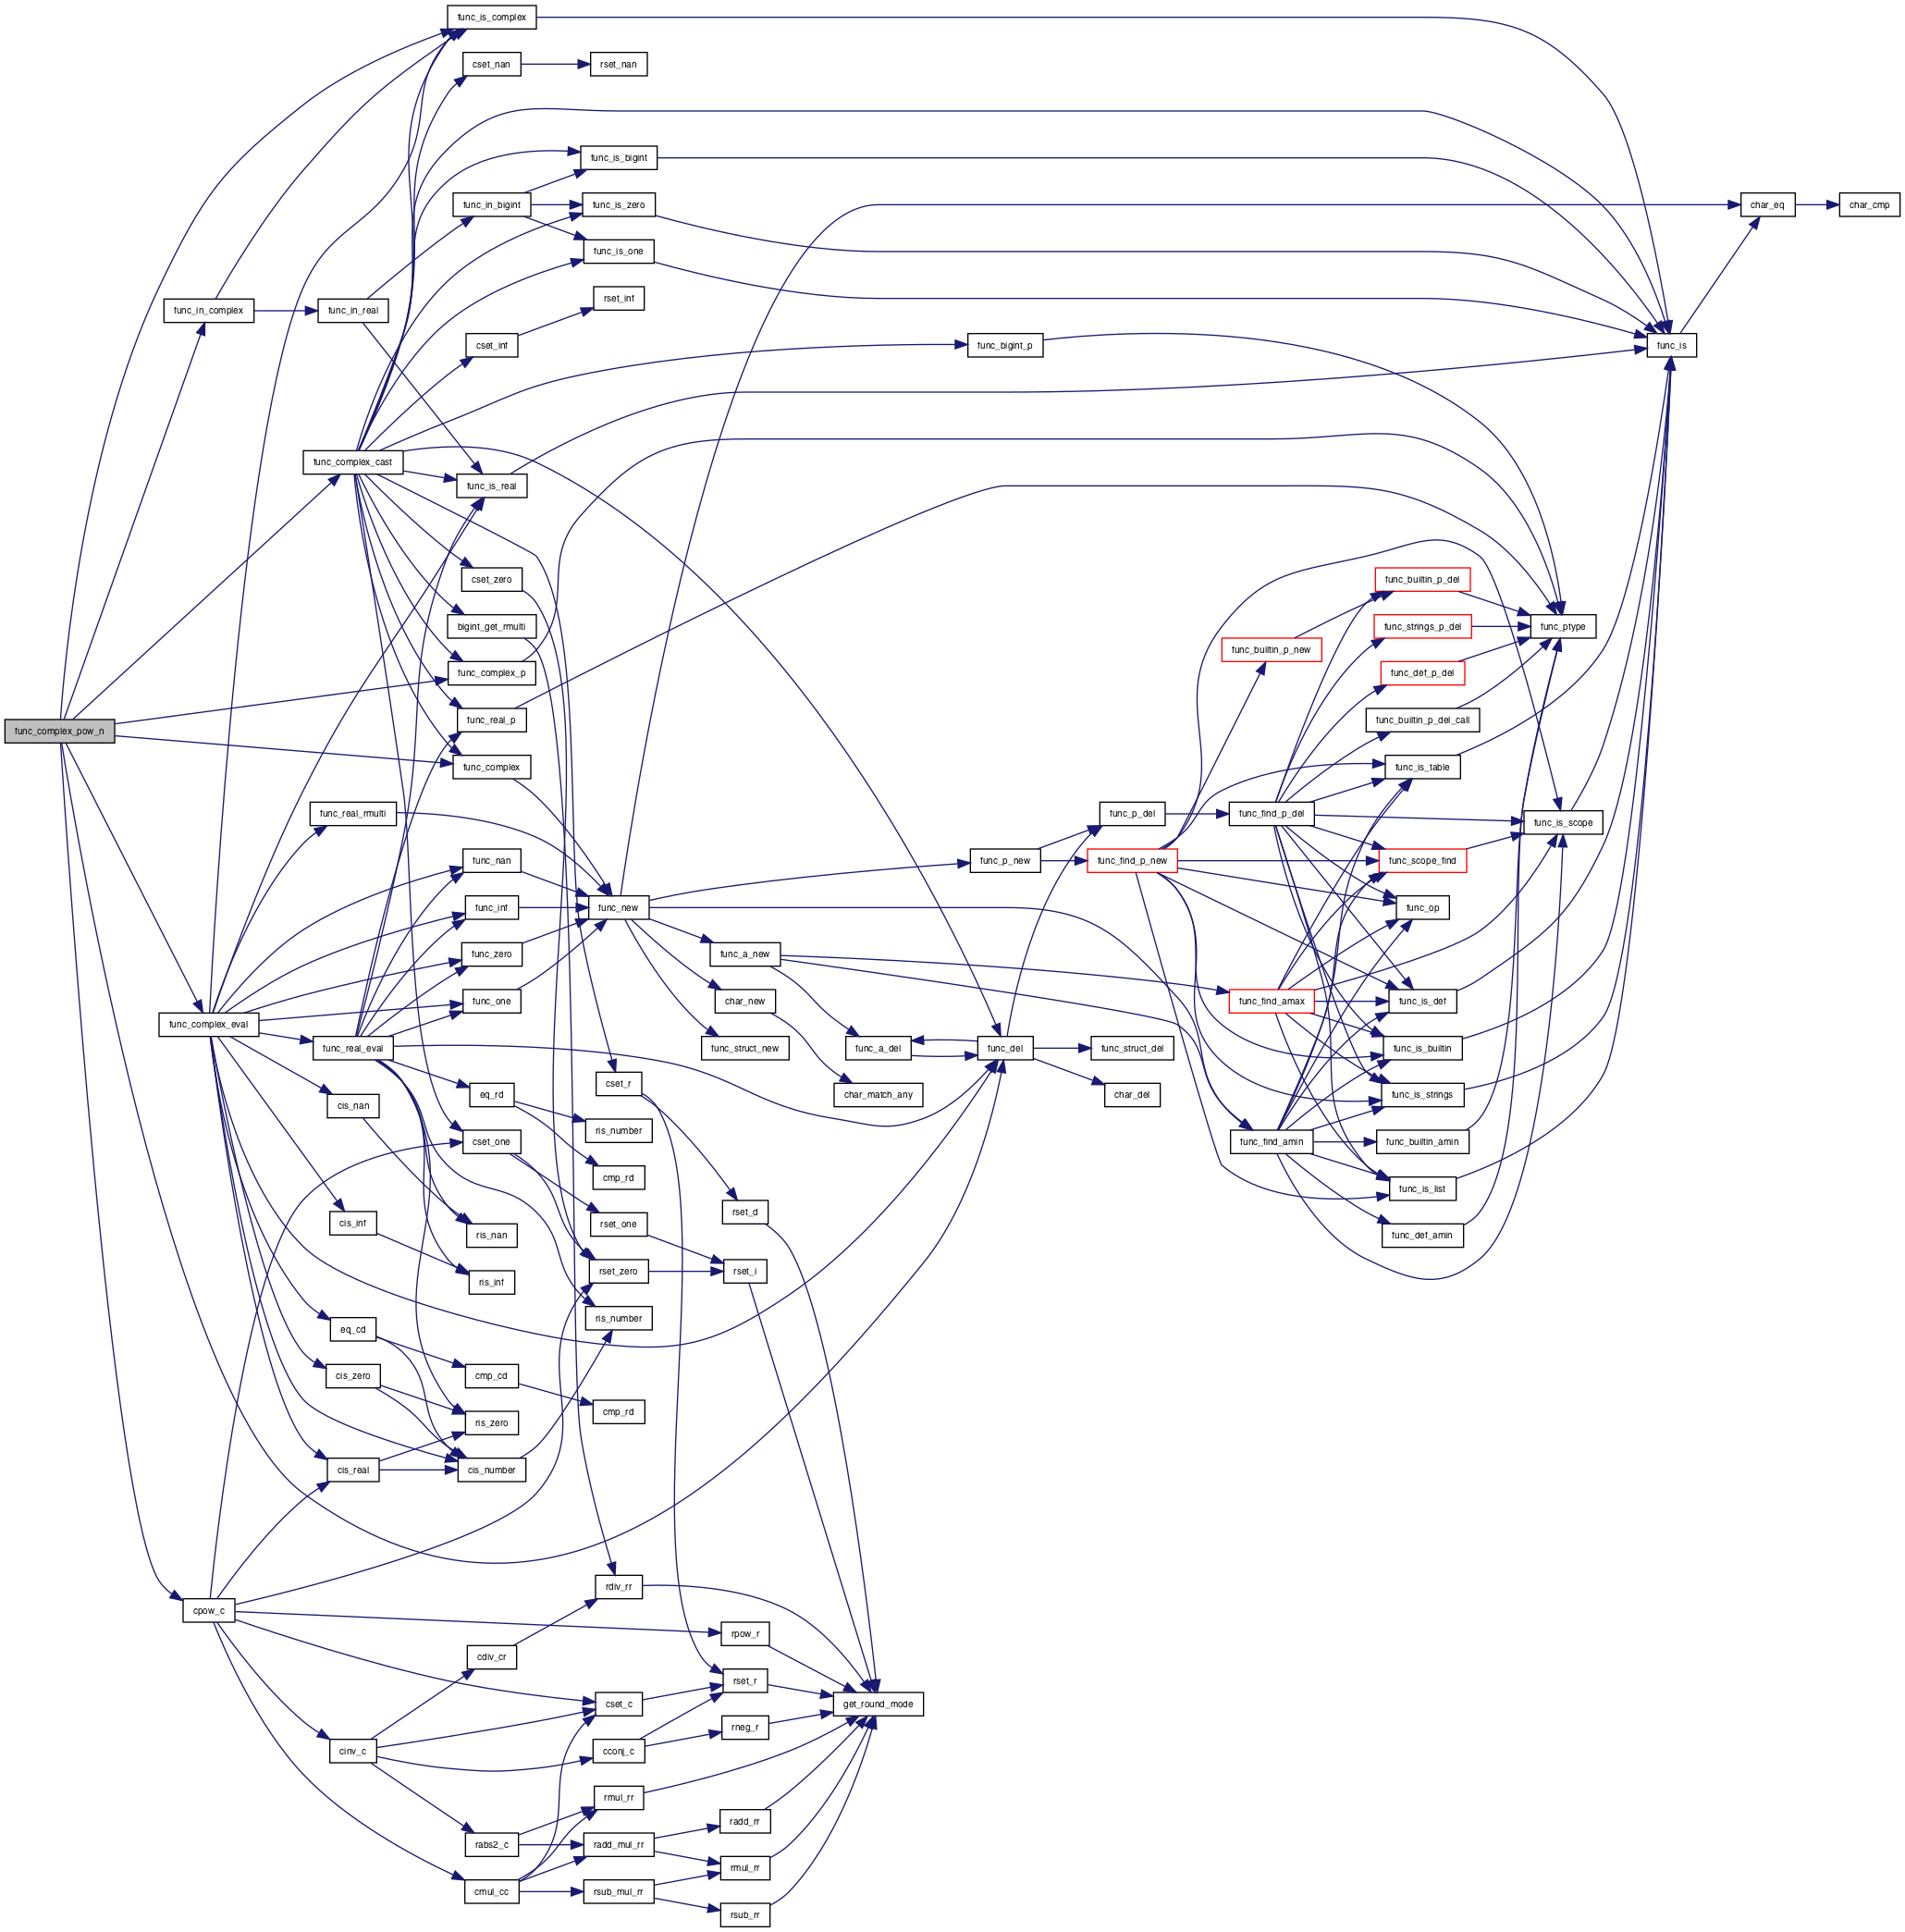 func_is_complex
cset_nan
rset_nan
func_is_bigint
func_in_bigint
func_is_zero
char_eq
char_cmp
func_is_one
rset_inf
func_in_complex
func_in_real
cset_inf
func_bigint_p
func_is
func_complex_cast
func_is_real
cset_zero
func_builtin_p_del
bigint_get_rmulti
func_strings_p_del
func_ptype
func_builtin_p_new
func_complex_p
func_def_p_del
func_real_p
func_builtin_p_del_call
func_complex_pow_n
func_complex
func_is_table
func_real_rmulti
func_p_del
func_find_p_del
func_is_scope
func_nan
func_p_new
func_find_p_new
func_scope_find
func_inf
func_new
func_op
func_zero
func_a_new
func_one
char_new
func_find_amax
func_is_def
func_complex_eval
func_real_eval
func_struct_new
func_a_del
func_del
func_struct_del
func_is_builtin
cset_r
eq_rd
char_match_any
char_del
func_is_strings
cis_nan
ris_number
cset_one
func_find_amin
func_builtin_amin
cmp_rd
func_is_list
rset_d
cis_inf
rset_one
ris_nan
func_def_amin
rset_zero
rset_i
ris_inf
ris_number
eq_cd
cis_zero
cmp_cd
cmp_rd
ris_zero
cis_real
cis_number
rdiv_rr
cpow_c
rpow_r
cdiv_cr
rset_r
cset_c
get_round_mode
rneg_r
cinv_c
cconj_c
rmul_rr
radd_rr
rabs2_c
radd_mul_rr
rmul_rr
cmul_cc
rsub_mul_rr
rsub_rr